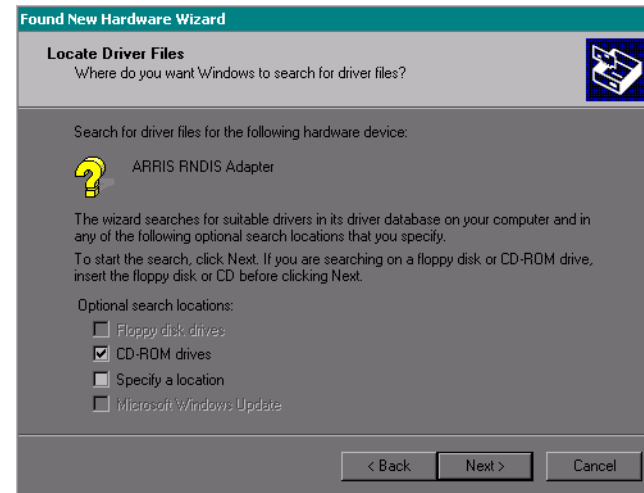 Found New Hardware Wizard
Locate Driver Files
Where do you want Windows to search for driver files?
Search for driver files for the following hardware device:
ARRIS RNDIS Adapter
The wizard searches for suitable drivers in its driver database on your computer and in
any of the following optional search locations that you specify.
To start the search, click Next. If you are searching on a floppy disk or CD-ROM drive,
insert the floppy disk or CD before clicking Next.
Optional search locations:
Floppy disk drives
CD-ROM drives
Specify a location
Microsoft Windows Update
< Back Next > Cancel